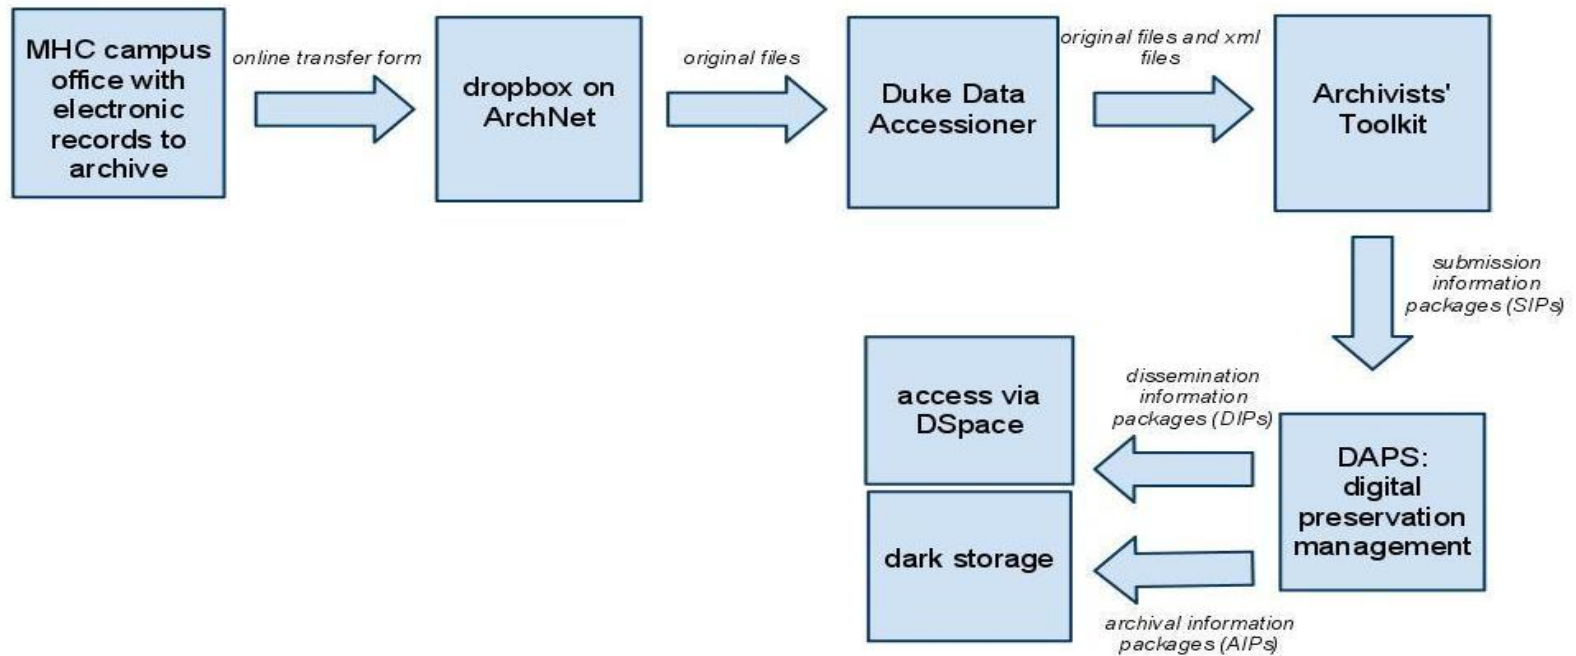 MHC campus
office with
electronic
records to
archive
online transfer form
dropbox on
ArchNet
original files
Duke Data
Accessioner
original files and xml
files
Archivists'
Toolkit
submission
information
packages (SIPs)
DAPS:
digital
preservation
management
dissemination
information
packages (DIPs)
access via
DSpace
archival information
packages (AIPs)
dark storage